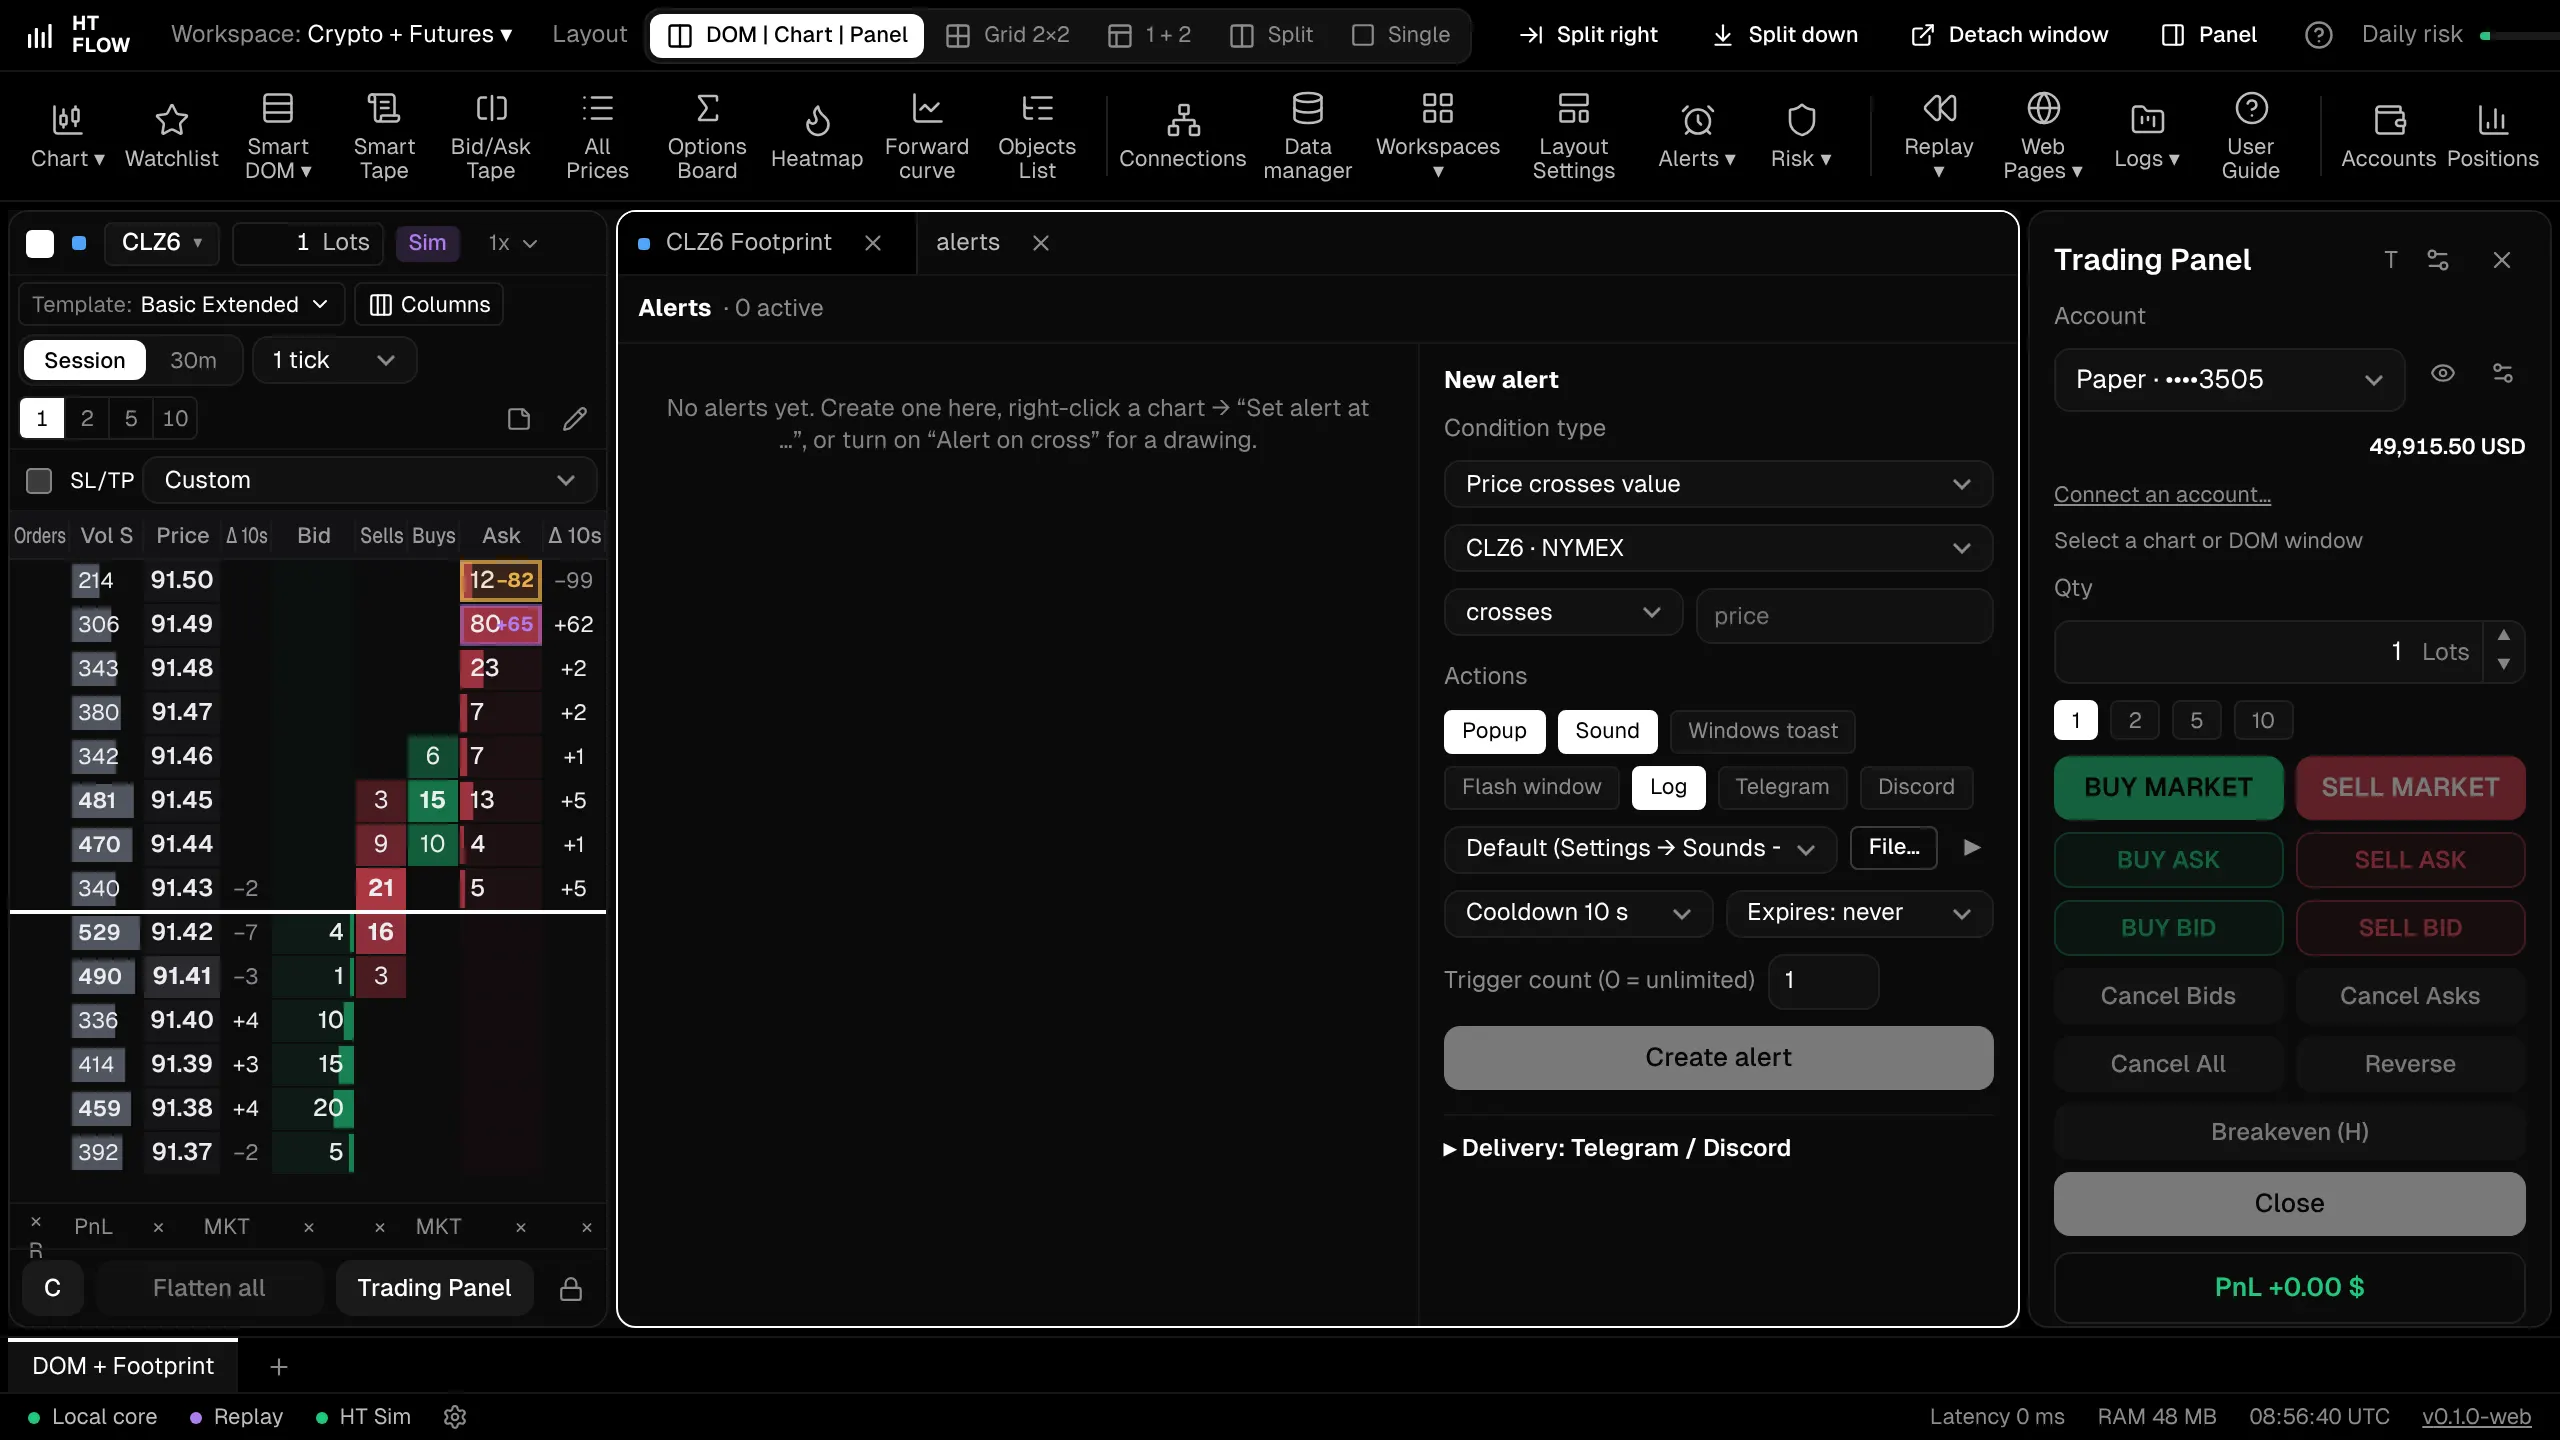 HT FLOW
Workspace: Crypto + Futures ▾ Layout DOM | Chart | Panel Grid 2×2 1 + 2 Split Single Split right Split down Detach window Panel Daily risk
Chart ▾ Watchlist Smart DOM ▾ Smart Tape Bid/Ask Tape All Prices Options Board Heatmap Forward curve Objects List Connections Data manager Workspaces ▾ Layout Settings Alerts ▾ Risk ▾ Replay ▾ Web Pages ▾ Logs ▾ User Guide Accounts Positions
CLZ6 ▾ 1 Lots Sim 1x
Template: Basic Extended Columns
Session 30m 1 tick
1 2 5 10
SL/TP Custom
Orders Vol S Price Δ 10s Bid Sells Buys Ask Δ 10s
214 91.50 12 −82 −99
306 91.49 80 +65 +62
343 91.48 23 +2
380 91.47 7 +2
342 91.46 6 7 +1
481 91.45 3 15 13 +5
470 91.44 9 10 4 +1
340 91.43 −2 21 5 +5
529 91.42 −7 4 16
490 91.41 −3 1 3
336 91.40 +4 10
414 91.39 +3 15
459 91.38 +4 20
392 91.37 −2 5
× PnL × MKT × × MKT × ×
R
C Flatten all Trading Panel
CLZ6 Footprint × alerts ×
Alerts · 0 active
No alerts yet. Create one here, right-click a chart → “Set alert at
…”, or turn on “Alert on cross” for a drawing.
New alert
Condition type
Price crosses value
CLZ6 · NYMEX
crosses price
Actions
Popup Sound Windows toast
Flash window Log Telegram Discord
Default (Settings → Sounds - File… ▶
Cooldown 10 s Expires: never
Trigger count (0 = unlimited) 1
Create alert
▸ Delivery: Telegram / Discord
Trading Panel T
Account
Paper · ••••3505
49,915.50 USD
Connect an account…
Select a chart or DOM window
Qty
1 Lots
1 2 5 10
BUY MARKET SELL MARKET
BUY ASK SELL ASK
BUY BID SELL BID
Cancel Bids Cancel Asks
Cancel All Reverse
Breakeven (H)
Close
PnL +0.00 $
DOM + Footprint +
Local core Replay HT Sim Latency 0 ms RAM 48 MB 08:56:40 UTC v0.1.0-web